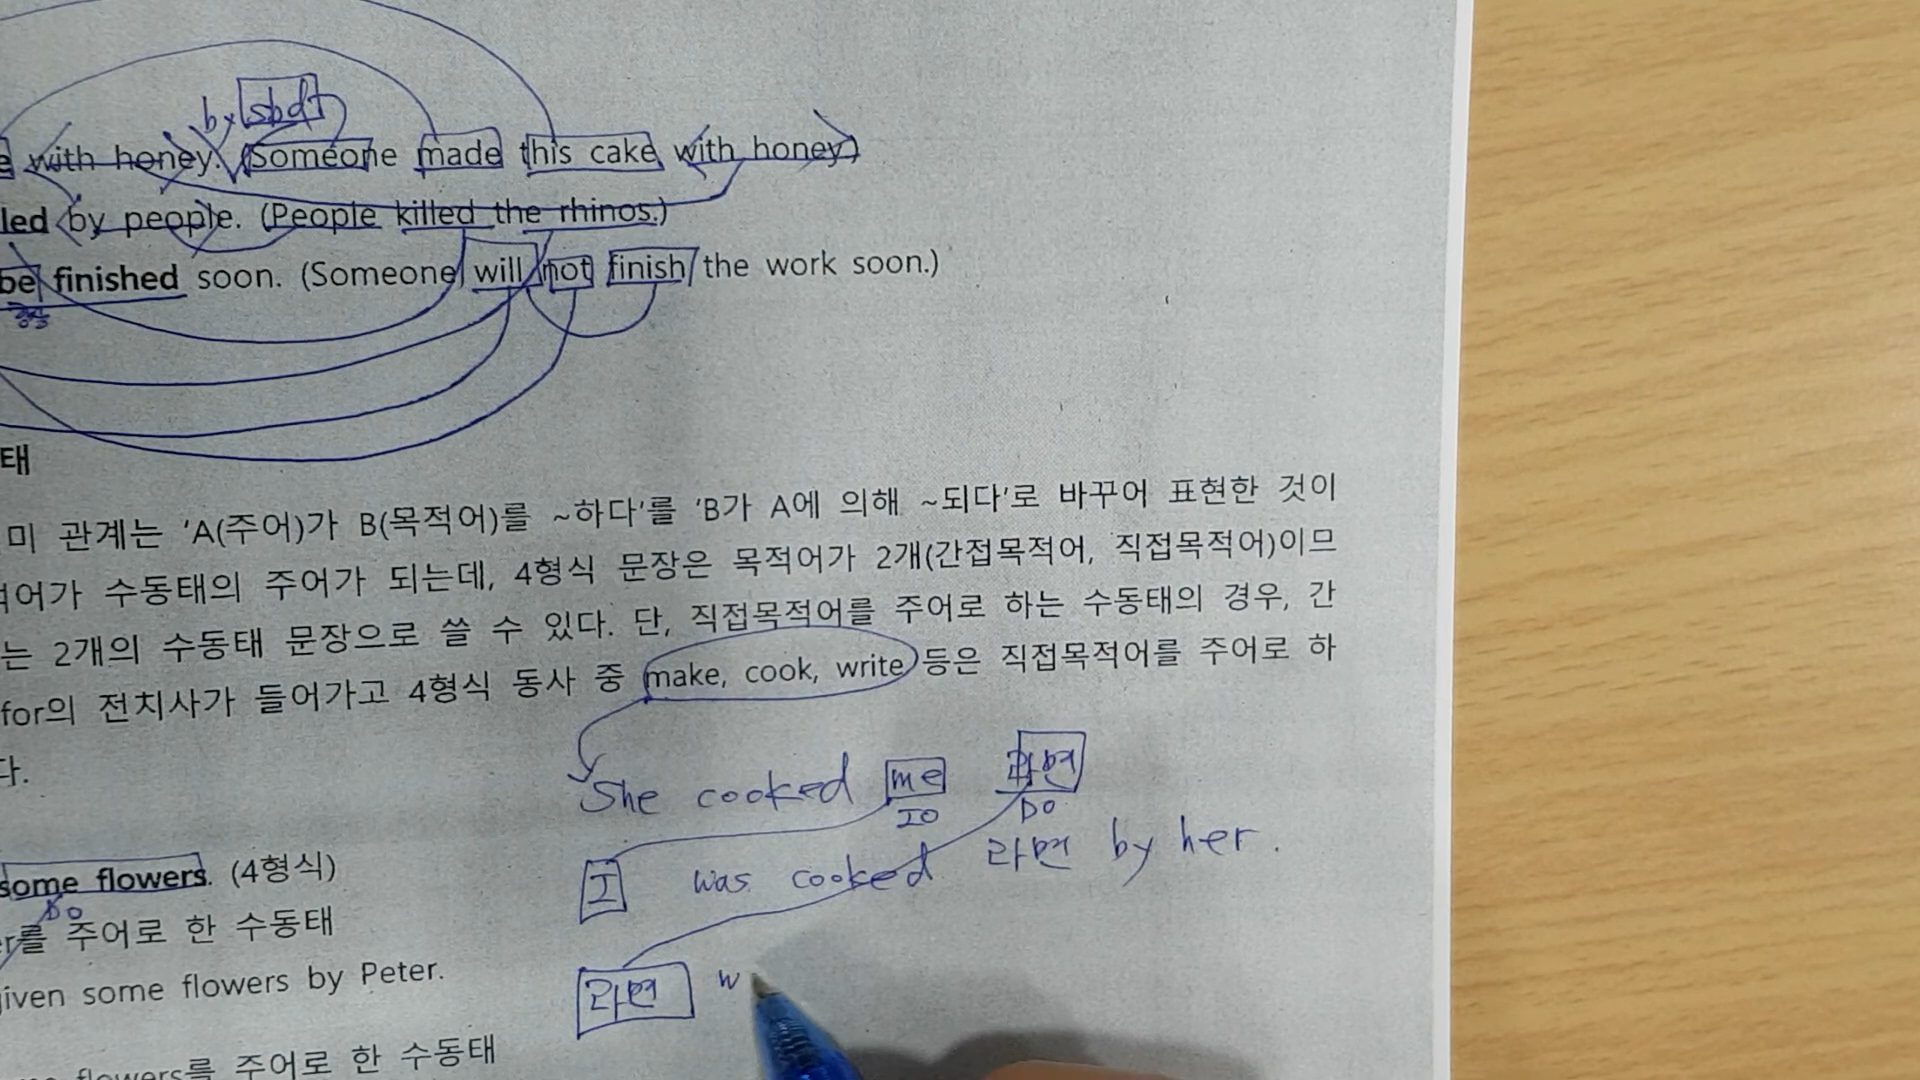 by sbdt
with honey. (Someone made this cake with honey)
led by people. (People killed the rhinos.)
be finished soon. (Someone will not finish the work soon.)
태
미 관계는 'A(주어)가 B(목적어)를 ~하다'를 'B가 A에 의해 ~되다'로 바꾸어 표현한 것이
적어가 수동태의 주어가 되는데, 4형식 문장은 목적어가 2개(간접목적어, 직접목적어)이므
는 2개의 수동태 문장으로 쓸 수 있다. 단, 직접목적어를 주어로 하는 수동태의 경우, 간
for의 전치사가 들어가고 4형식 동사 중 make, cook, write 등은 직접목적어를 주어로 하
다.
She cooked me 라면
IO DO
some flowers. (4형식)
DO
I was cooked 라면 by her.
er를 주어로 한 수동태
given some flowers by Peter.
라면 w
flowers를 주어로 한 수동태